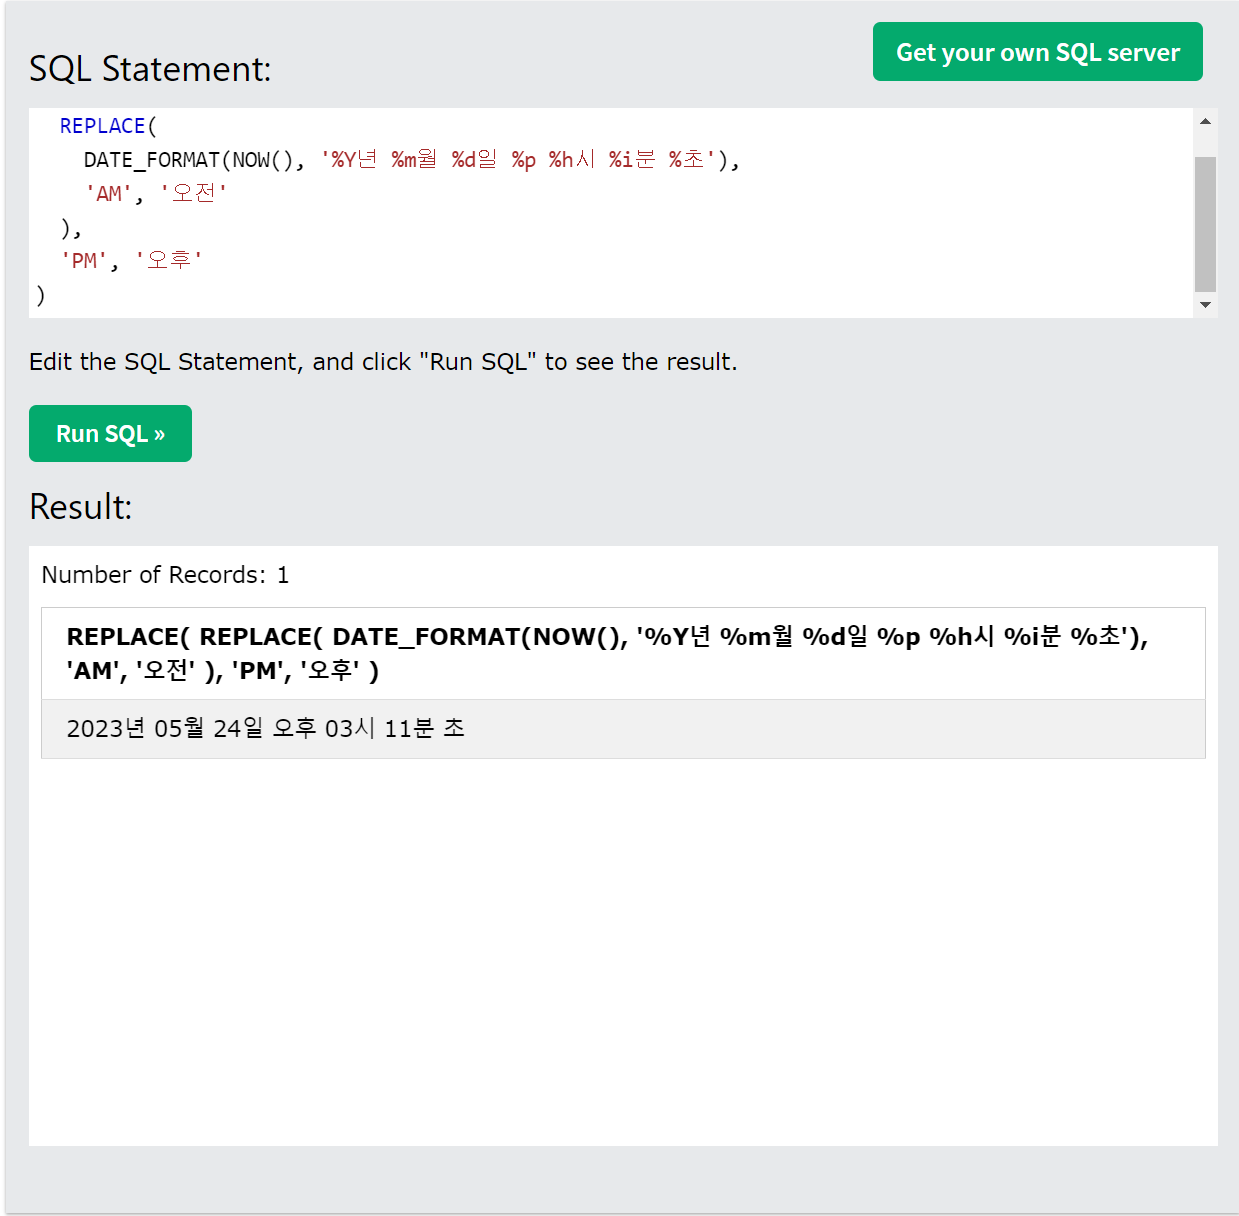 Get your own SQL server
SQL Statement:
REPLACE(
DATE_FORMAT(NOW(), '%Y년 %m월 %d일 %p %h시 %i분 %초'),
'AM', '오전'
),
'PM', '오후'
)
Edit the SQL Statement, and click "Run SQL" to see the result.
Run SQL »
Result:
Number of Records: 1
REPLACE( REPLACE( DATE_FORMAT(NOW(), '%Y년 %m월 %d일 %p %h시 %i분 %초'),
'AM', '오전' ), 'PM', '오후' )
2023년 05월 24일 오후 03시 11분 초